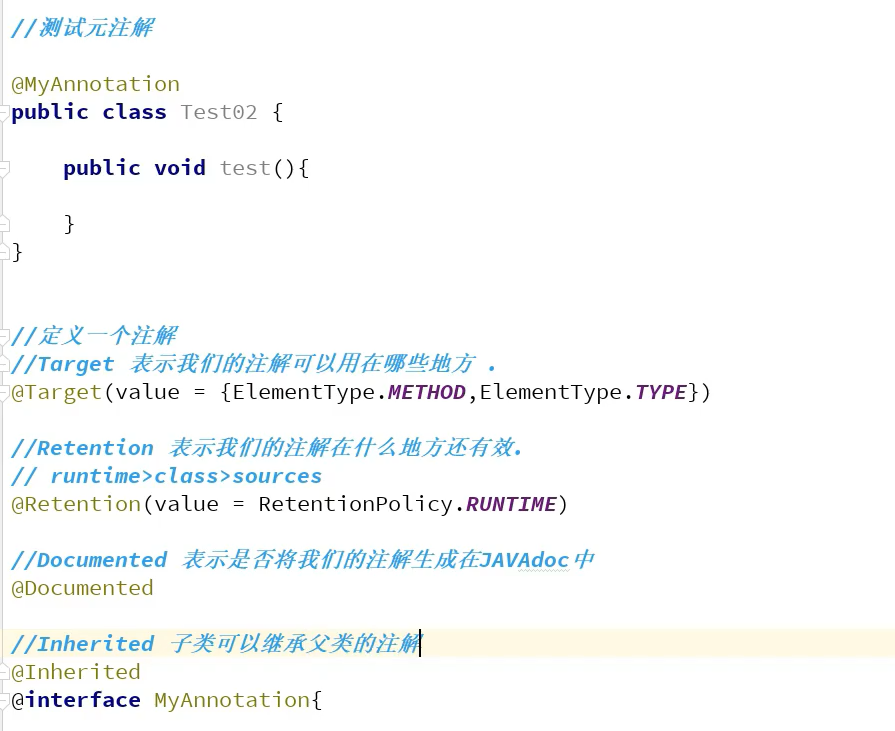 //测试元注解
@MyAnnotation
public class Test02 {
public void test(){
}
}
//定义一个注解
//Target 表示我们的注解可以用在哪些地方 .
@Target(value = {ElementType.METHOD,ElementType.TYPE})
//Retention 表示我们的注解在什么地方还有效.
// runtime>class>sources
@Retention(value = RetentionPolicy.RUNTIME)
//Documented 表示是否将我们的注解生成在JAVAdoc中
@Documented
//Inherited 子类可以继承父类的注解
@Inherited
@interface MyAnnotation{